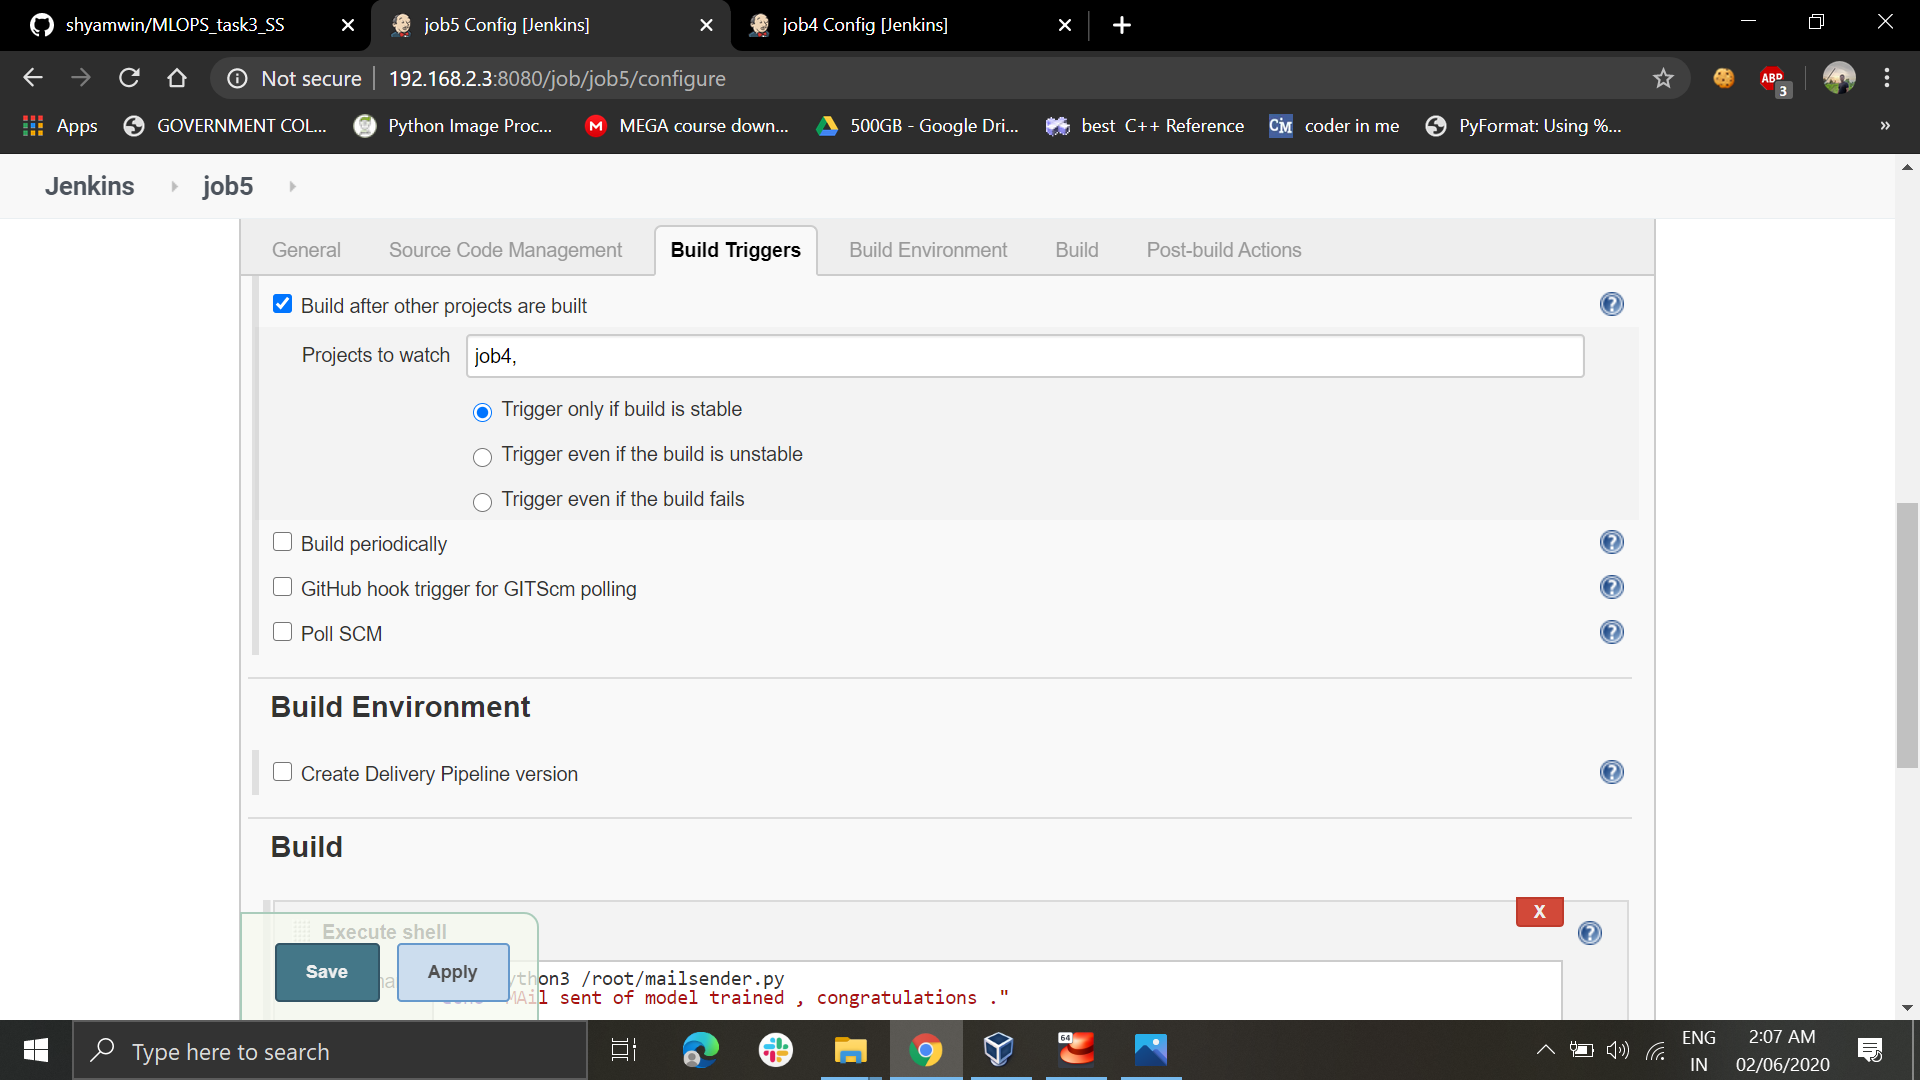 shyamwin/MLOPS_task3_SS
job5 Config [Jenkins]
job4 Config [Jenkins]
Not secure
192.168.2.3:8080/job/job5/configure
ABP
3
Apps
GOVERNMENT COL...
Python Image Proc...
M
MEGA course down...
500GB - Google Dri...
best C++ Reference
CiM
coder in me
PyFormat: Using %...
»
Jenkins
job5
General
Source Code Management
Build Triggers
Build Environment
Build
Post-build Actions
Build after other projects are built
Projects to watch
job4,
Trigger only if build is stable
Trigger even if the build is unstable
Trigger even if the build fails
Build periodically
GitHub hook trigger for GITScm polling
Poll SCM
Build Environment
Create Delivery Pipeline version
Build
X
Execute shell
Save
Apply
ython3 /root/mailsender.py
MAil sent of model trained , congratulations ."
Type here to search
64
ENG
IN
2:07 AM
02/06/2020